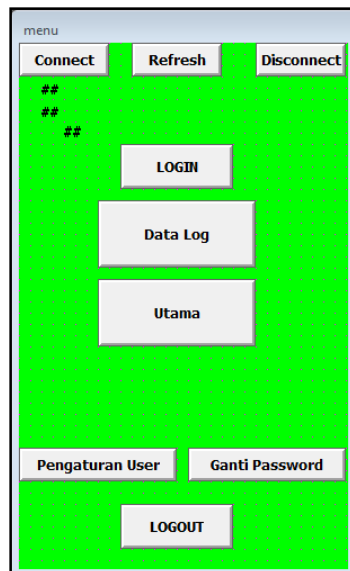 menu
Connect Refresh Disconnect
##
##
##
LOGIN
Data Log
Utama
Pengaturan User Ganti Password
LOGOUT